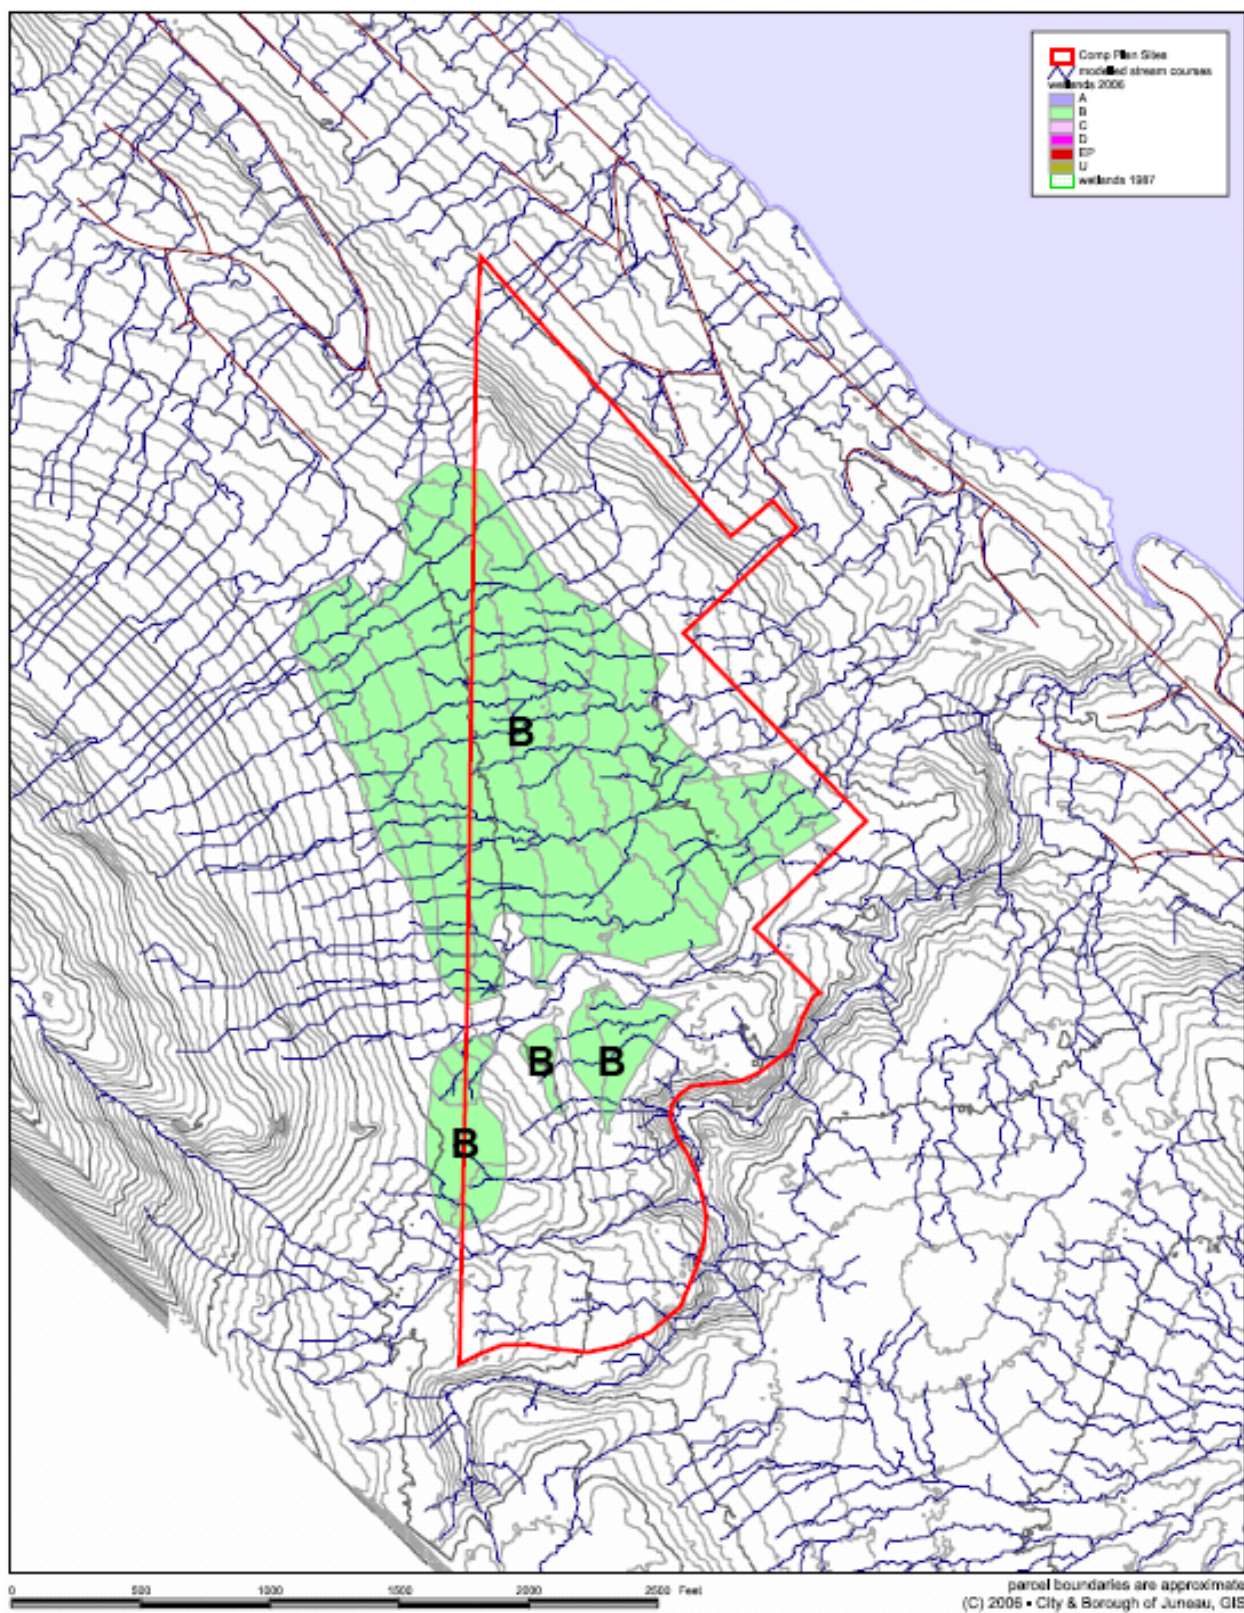 Comp Plan Sites
modelled stream courses
wetlands 2006
A
B
C
D
EP
U
wetlands 1987
B
B
B
B
0 500 1000 1500 2000 2500 Feet
parcel boundaries are approximate
(C) 2006 • City & Borough of Juneau, GIS